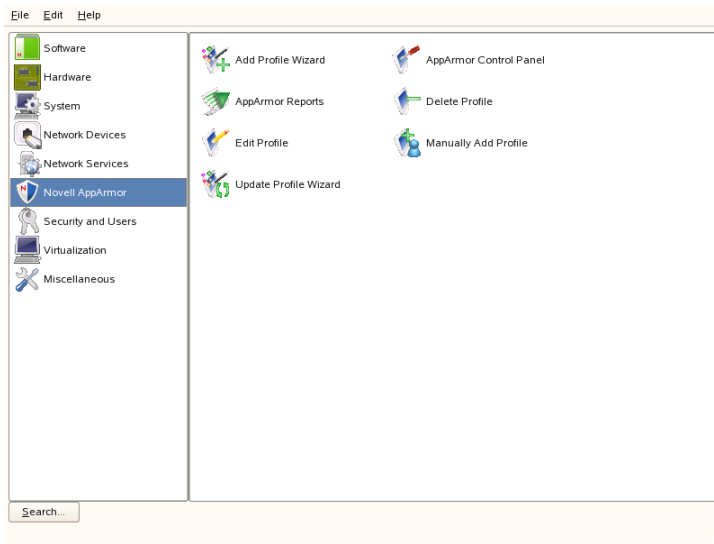 File Edit Help
Software
Hardware
System
Network Devices
Network Services
Novell AppArmor
Security and Users
Virtualization
Miscellaneous
Add Profile Wizard
AppArmor Control Panel
AppArmor Reports
Delete Profile
Edit Profile
Manually Add Profile
Update Profile Wizard
Search...